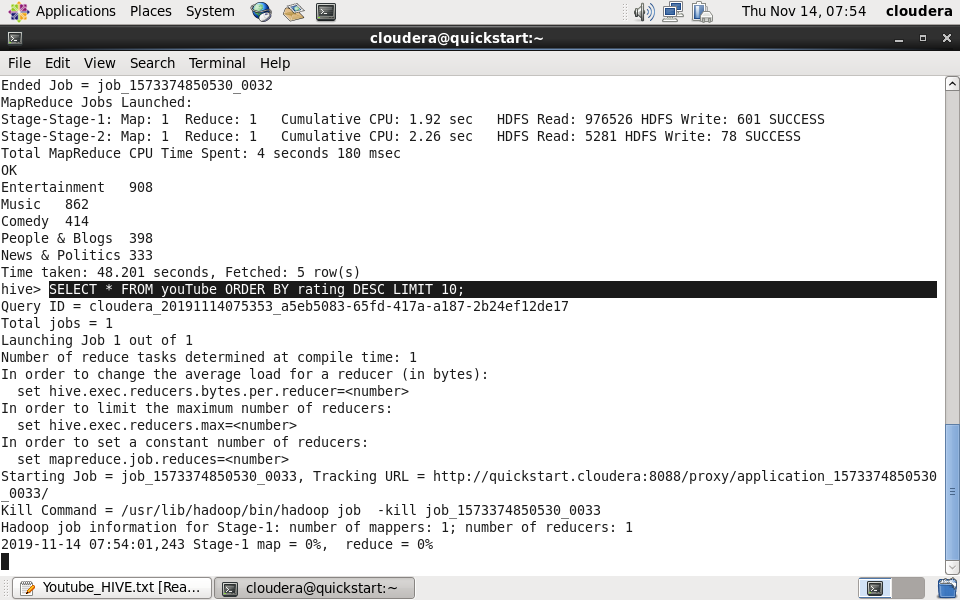 Applications Places System Thu Nov 14, 07:54 cloudera
cloudera@quickstart:~
File Edit View Search Terminal Help
Ended Job = job_1573374850530_0032
MapReduce Jobs Launched:
Stage-Stage-1: Map: 1  Reduce: 1   Cumulative CPU: 1.92 sec   HDFS Read: 976526 HDFS Write: 601 SUCCESS
Stage-Stage-2: Map: 1  Reduce: 1   Cumulative CPU: 2.26 sec   HDFS Read: 5281 HDFS Write: 78 SUCCESS
Total MapReduce CPU Time Spent: 4 seconds 180 msec
OK
Entertainment   908
Music   862
Comedy  414
People & Blogs  398
News & Politics 333
Time taken: 48.201 seconds, Fetched: 5 row(s)
hive> SELECT * FROM youTube ORDER BY rating DESC LIMIT 10;
Query ID = cloudera_20191114075353_a5eb5083-65fd-417a-a187-2b24ef12de17
Total jobs = 1
Launching Job 1 out of 1
Number of reduce tasks determined at compile time: 1
In order to change the average load for a reducer (in bytes):
  set hive.exec.reducers.bytes.per.reducer=<number>
In order to limit the maximum number of reducers:
  set hive.exec.reducers.max=<number>
In order to set a constant number of reducers:
  set mapreduce.job.reduces=<number>
Starting Job = job_1573374850530_0033, Tracking URL = http://quickstart.cloudera:8088/proxy/application_1573374850530
_0033/
Kill Command = /usr/lib/hadoop/bin/hadoop job  -kill job_1573374850530_0033
Hadoop job information for Stage-1: number of mappers: 1; number of reducers: 1
2019-11-14 07:54:01,243 Stage-1 map = 0%,  reduce = 0%
Youtube_HIVE.txt [Rea... cloudera@quickstart:~